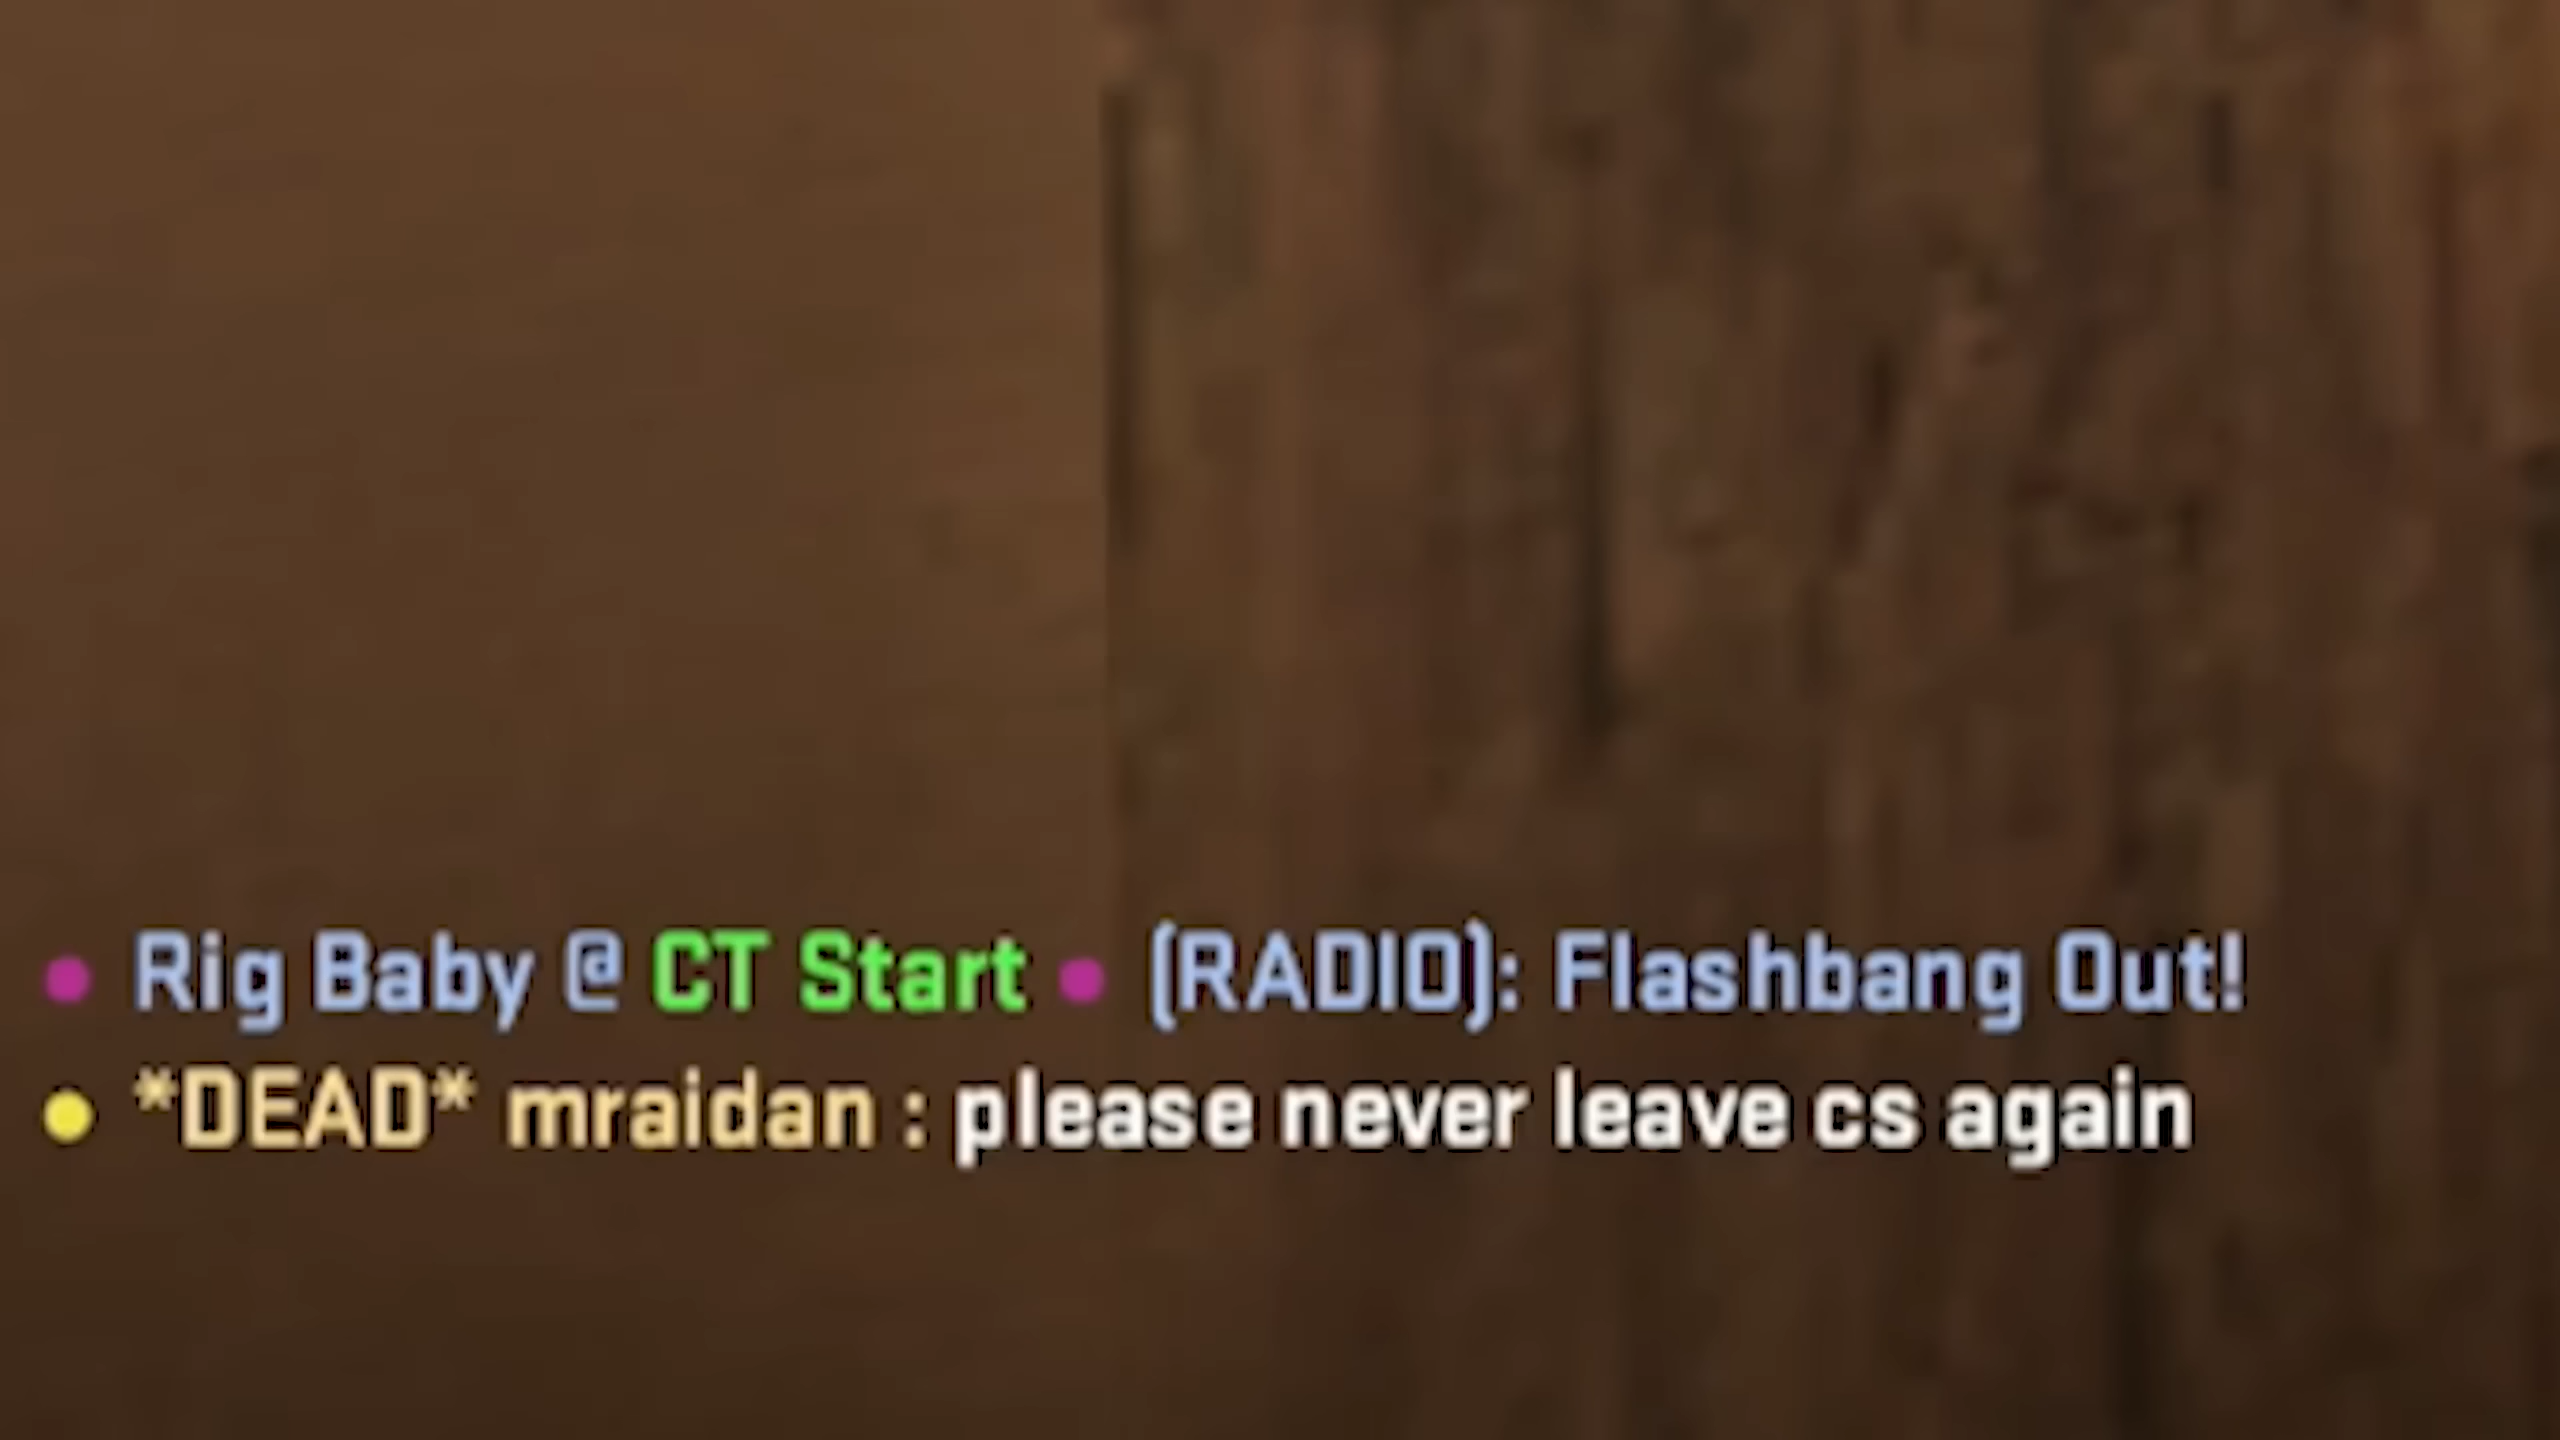 Rig Baby @ CT Start • (RADIO): Flashbang Out!
*DEAD* mraidan : please never leave cs again